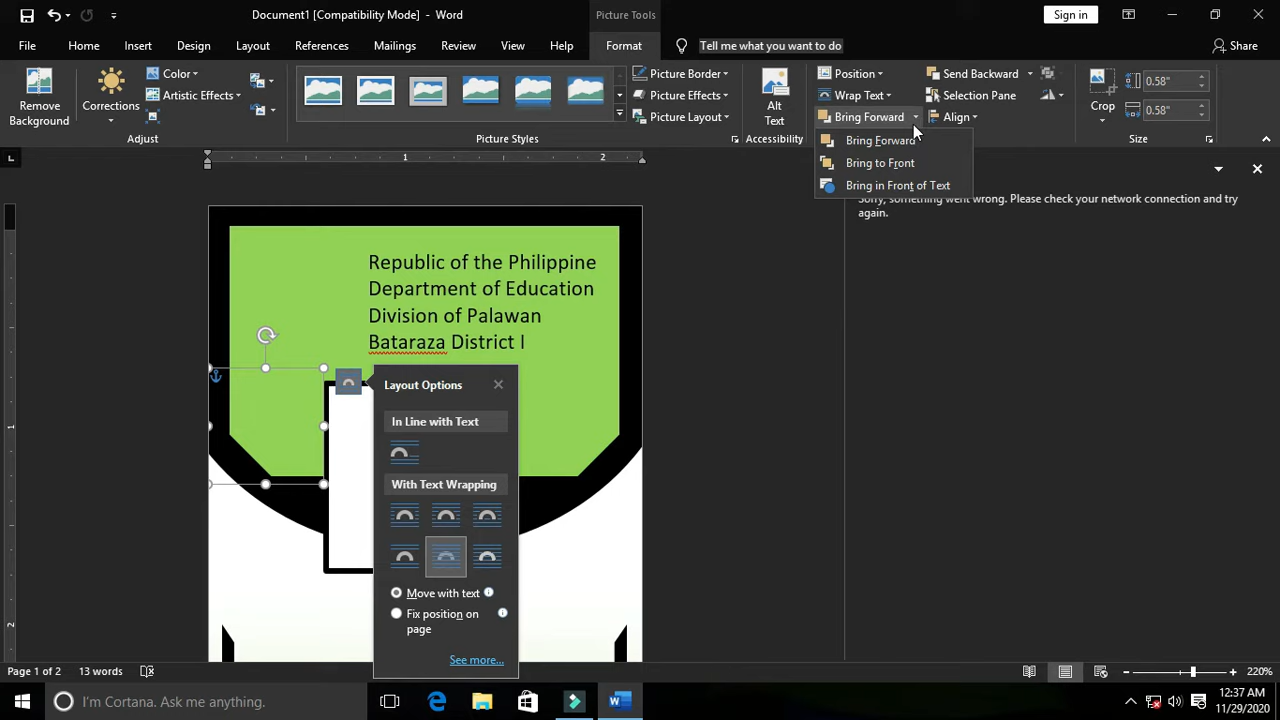 Document1 [Compatibility Mode] - Word
Picture Tools
Sign in
File
Home
Insert
Design
Layout
References
Mailings
Review
View
Help
Format
Tell me what you want to do
Share
Remove
Background
Corrections
Color
Artistic Effects
Adjust
Picture Styles
Picture Border
Picture Effects
Picture Layout
Alt
Text
Accessibility
Position
Wrap Text
Bring Forward
Send Backward
Selection Pane
Align
Crop
0.58"
0.58"
Size
Bring Forward
Bring to Front
Bring in Front of Text
Sorry, something went wrong. Please check your network connection and try
again.
1
2
Republic of the Philippine
Department of Education
Division of Palawan
Bataraza District I
Layout Options
In Line with Text
With Text Wrapping
Move with text
Fix position on
page
See more...
1
2
Page 1 of 2
13 words
220%
I'm Cortana. Ask me anything.
12:37 AM
11/29/2020